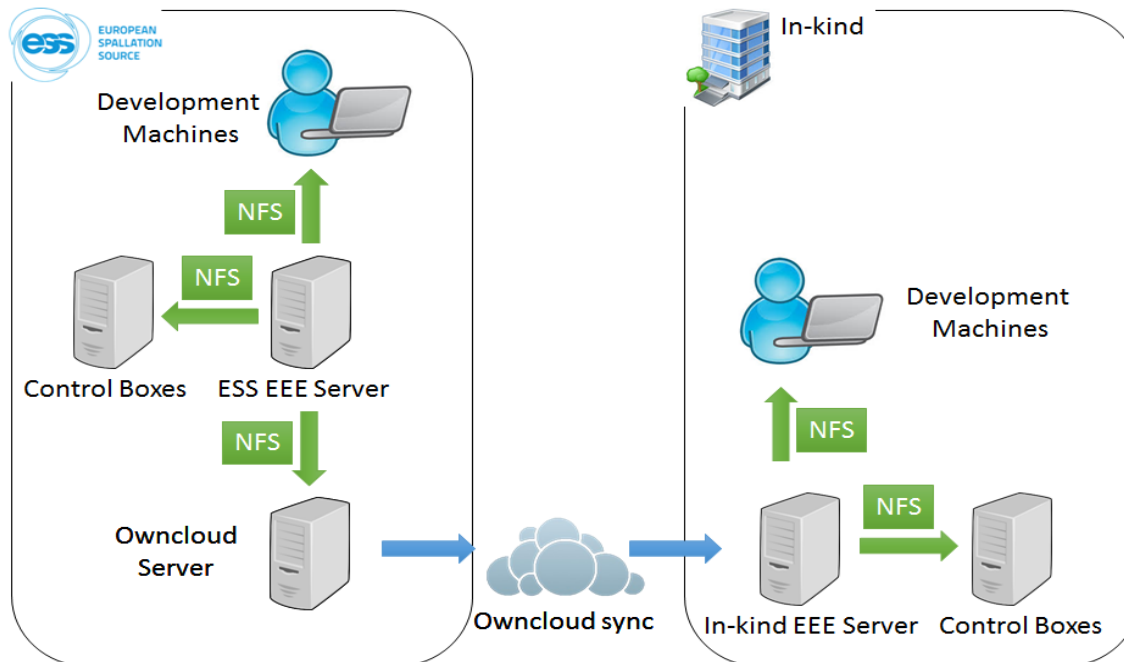 ess
EUROPEAN
SPALLATION
SOURCE
In-kind
Development
Machines
NFS
NFS
Control Boxes
ESS EEE Server
NFS
Owncloud
Server
Owncloud sync
Development
Machines
NFS
NFS
In-kind EEE Server
Control Boxes